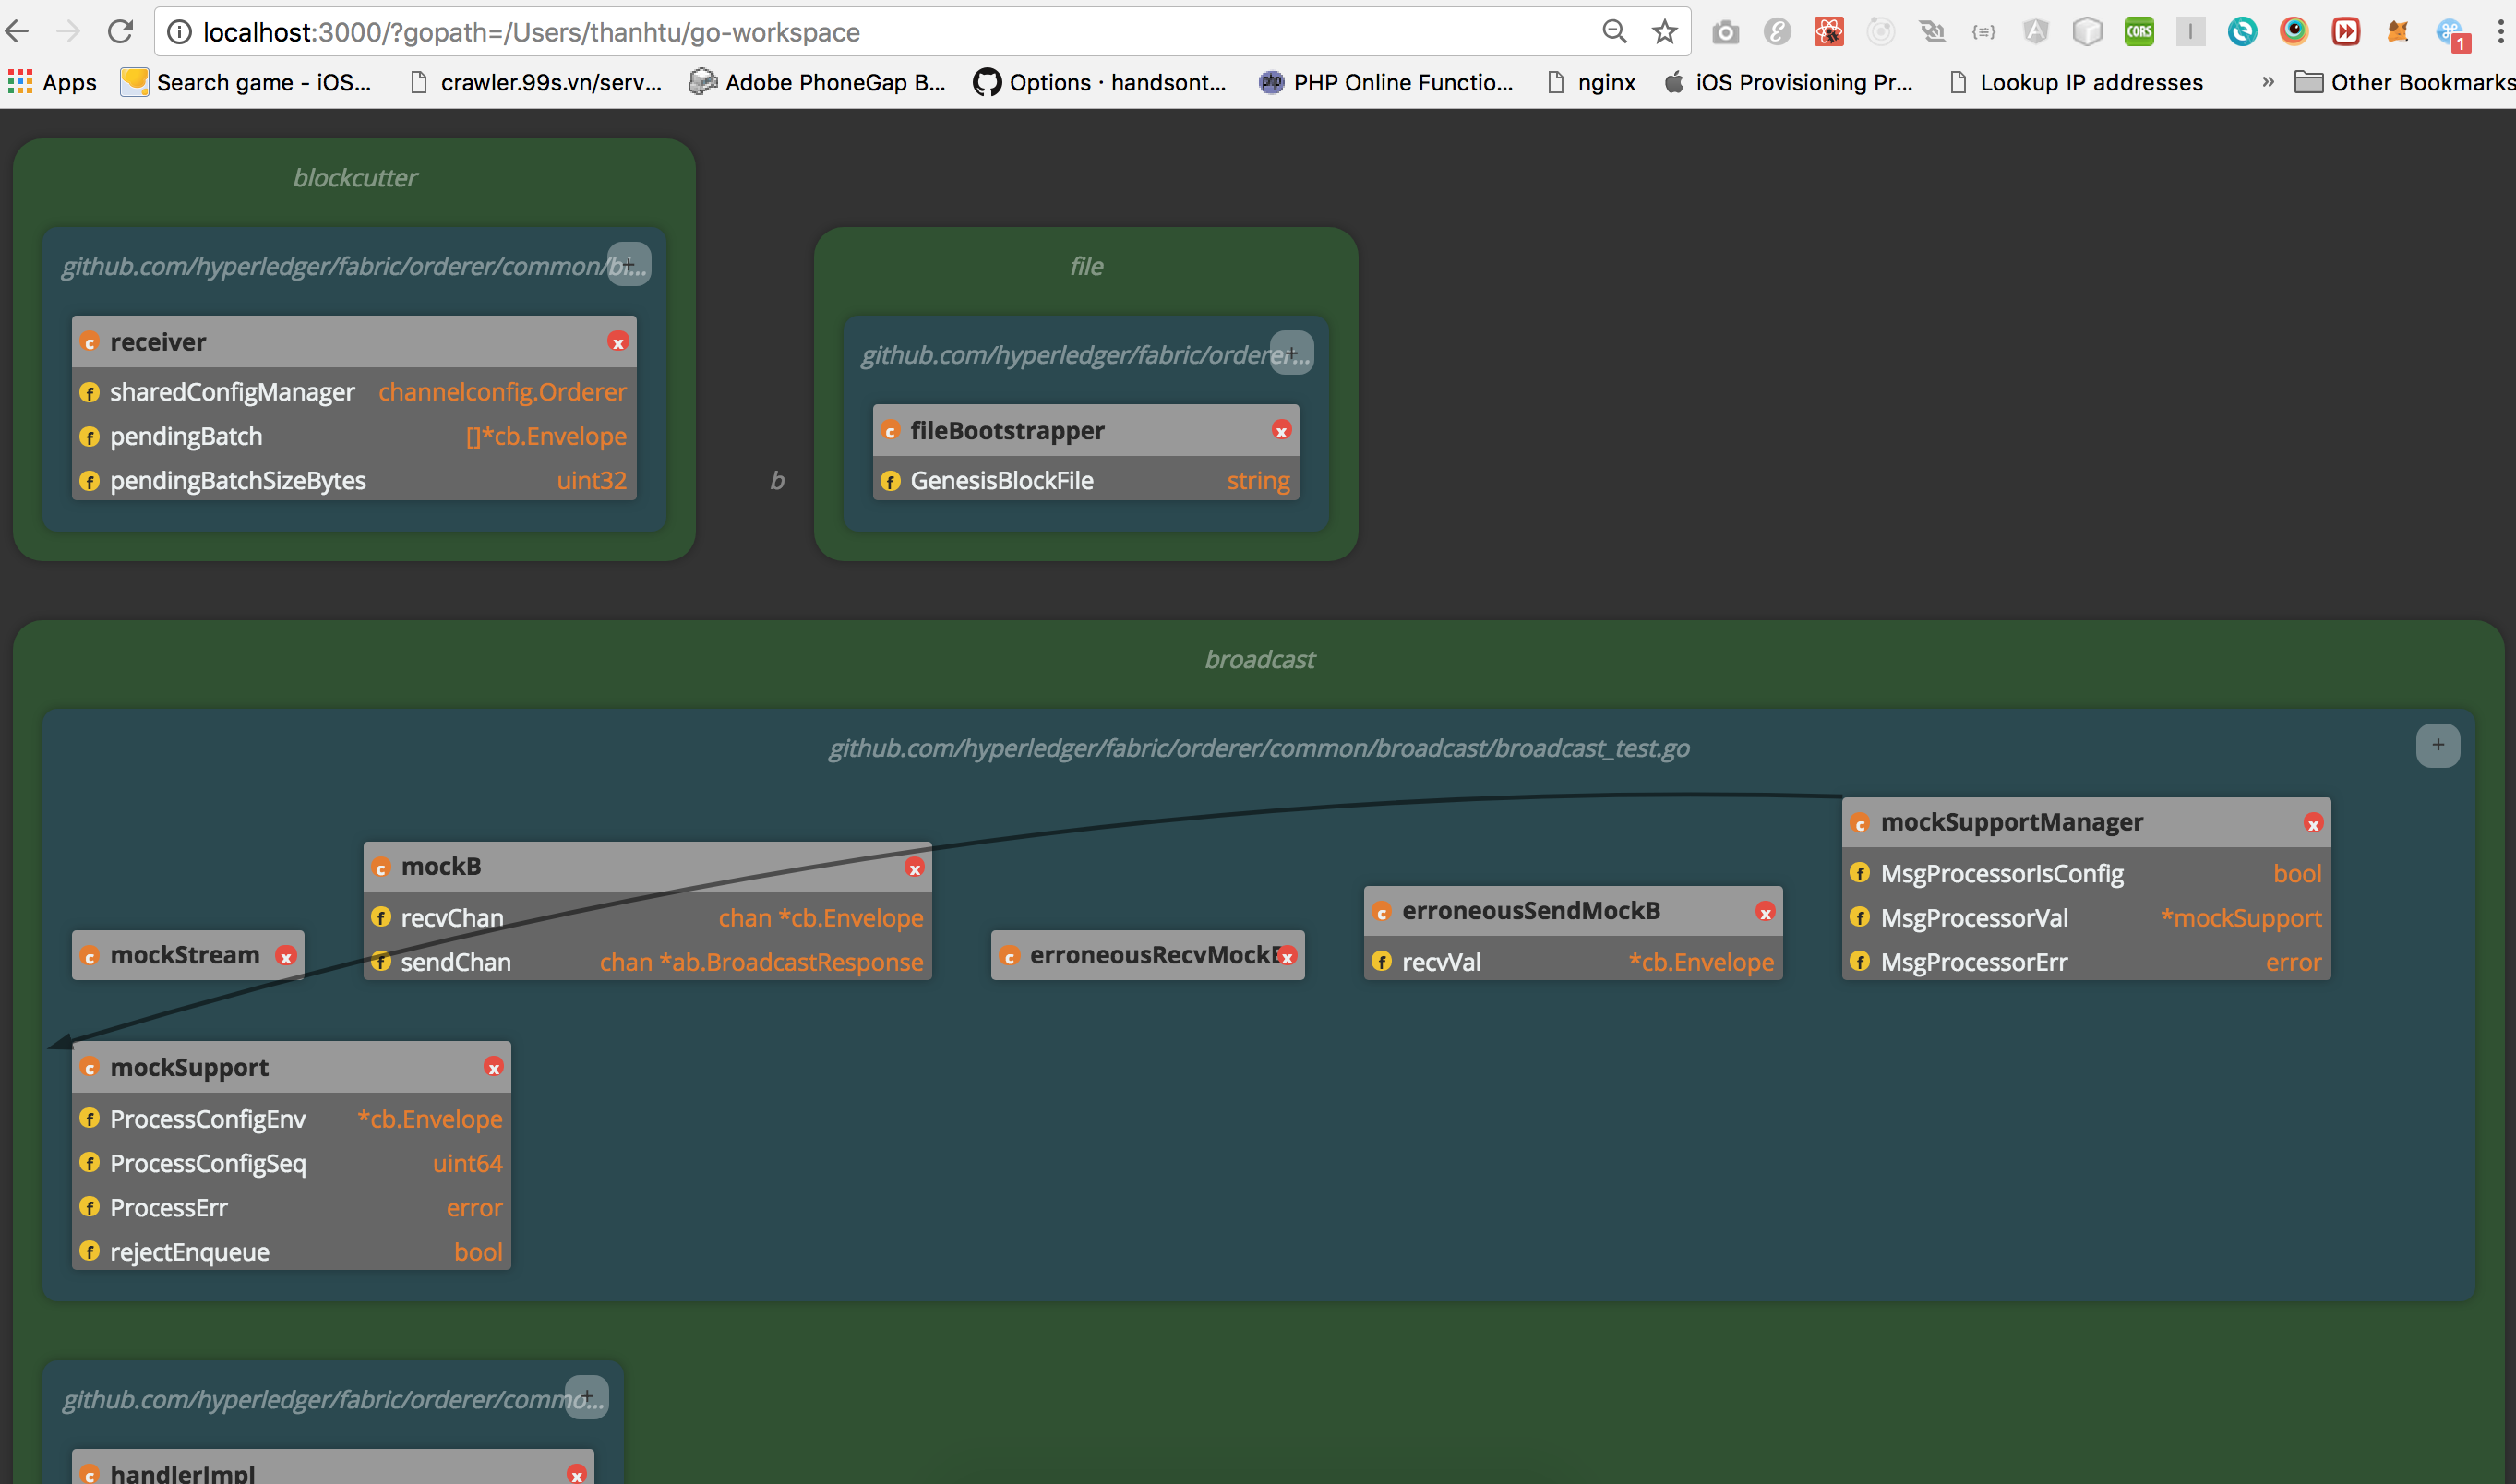 localhost:3000/?gopath=/Users/thanhtu/go-workspace
Apps Search game - iOS... crawler.99s.vn/serv... Adobe PhoneGap B... Options · handsont... PHP Online Functio... nginx iOS Provisioning Pr... Lookup IP addresses » Other Bookmarks
blockcutter
github.com/hyperledger/fabric/orderer/common/bl... +
c receiver x
f sharedConfigManager channelconfig.Orderer
f pendingBatch []*cb.Envelope
f pendingBatchSizeBytes uint32
b
file
github.com/hyperledger/fabric/orderer... +
c fileBootstrapper x
f GenesisBlockFile string
broadcast
github.com/hyperledger/fabric/orderer/common/broadcast/broadcast_test.go +
c mockStream x
c mockB x
f recvChan chan *cb.Envelope
f sendChan chan *ab.BroadcastResponse
c erroneousRecvMockB x
c erroneousSendMockB x
f recvVal *cb.Envelope
c mockSupportManager x
f MsgProcessorIsConfig bool
f MsgProcessorVal *mockSupport
f MsgProcessorErr error
c mockSupport x
f ProcessConfigEnv *cb.Envelope
f ProcessConfigSeq uint64
f ProcessErr error
f rejectEnqueue bool
github.com/hyperledger/fabric/orderer/commo... +
c handlerImpl x